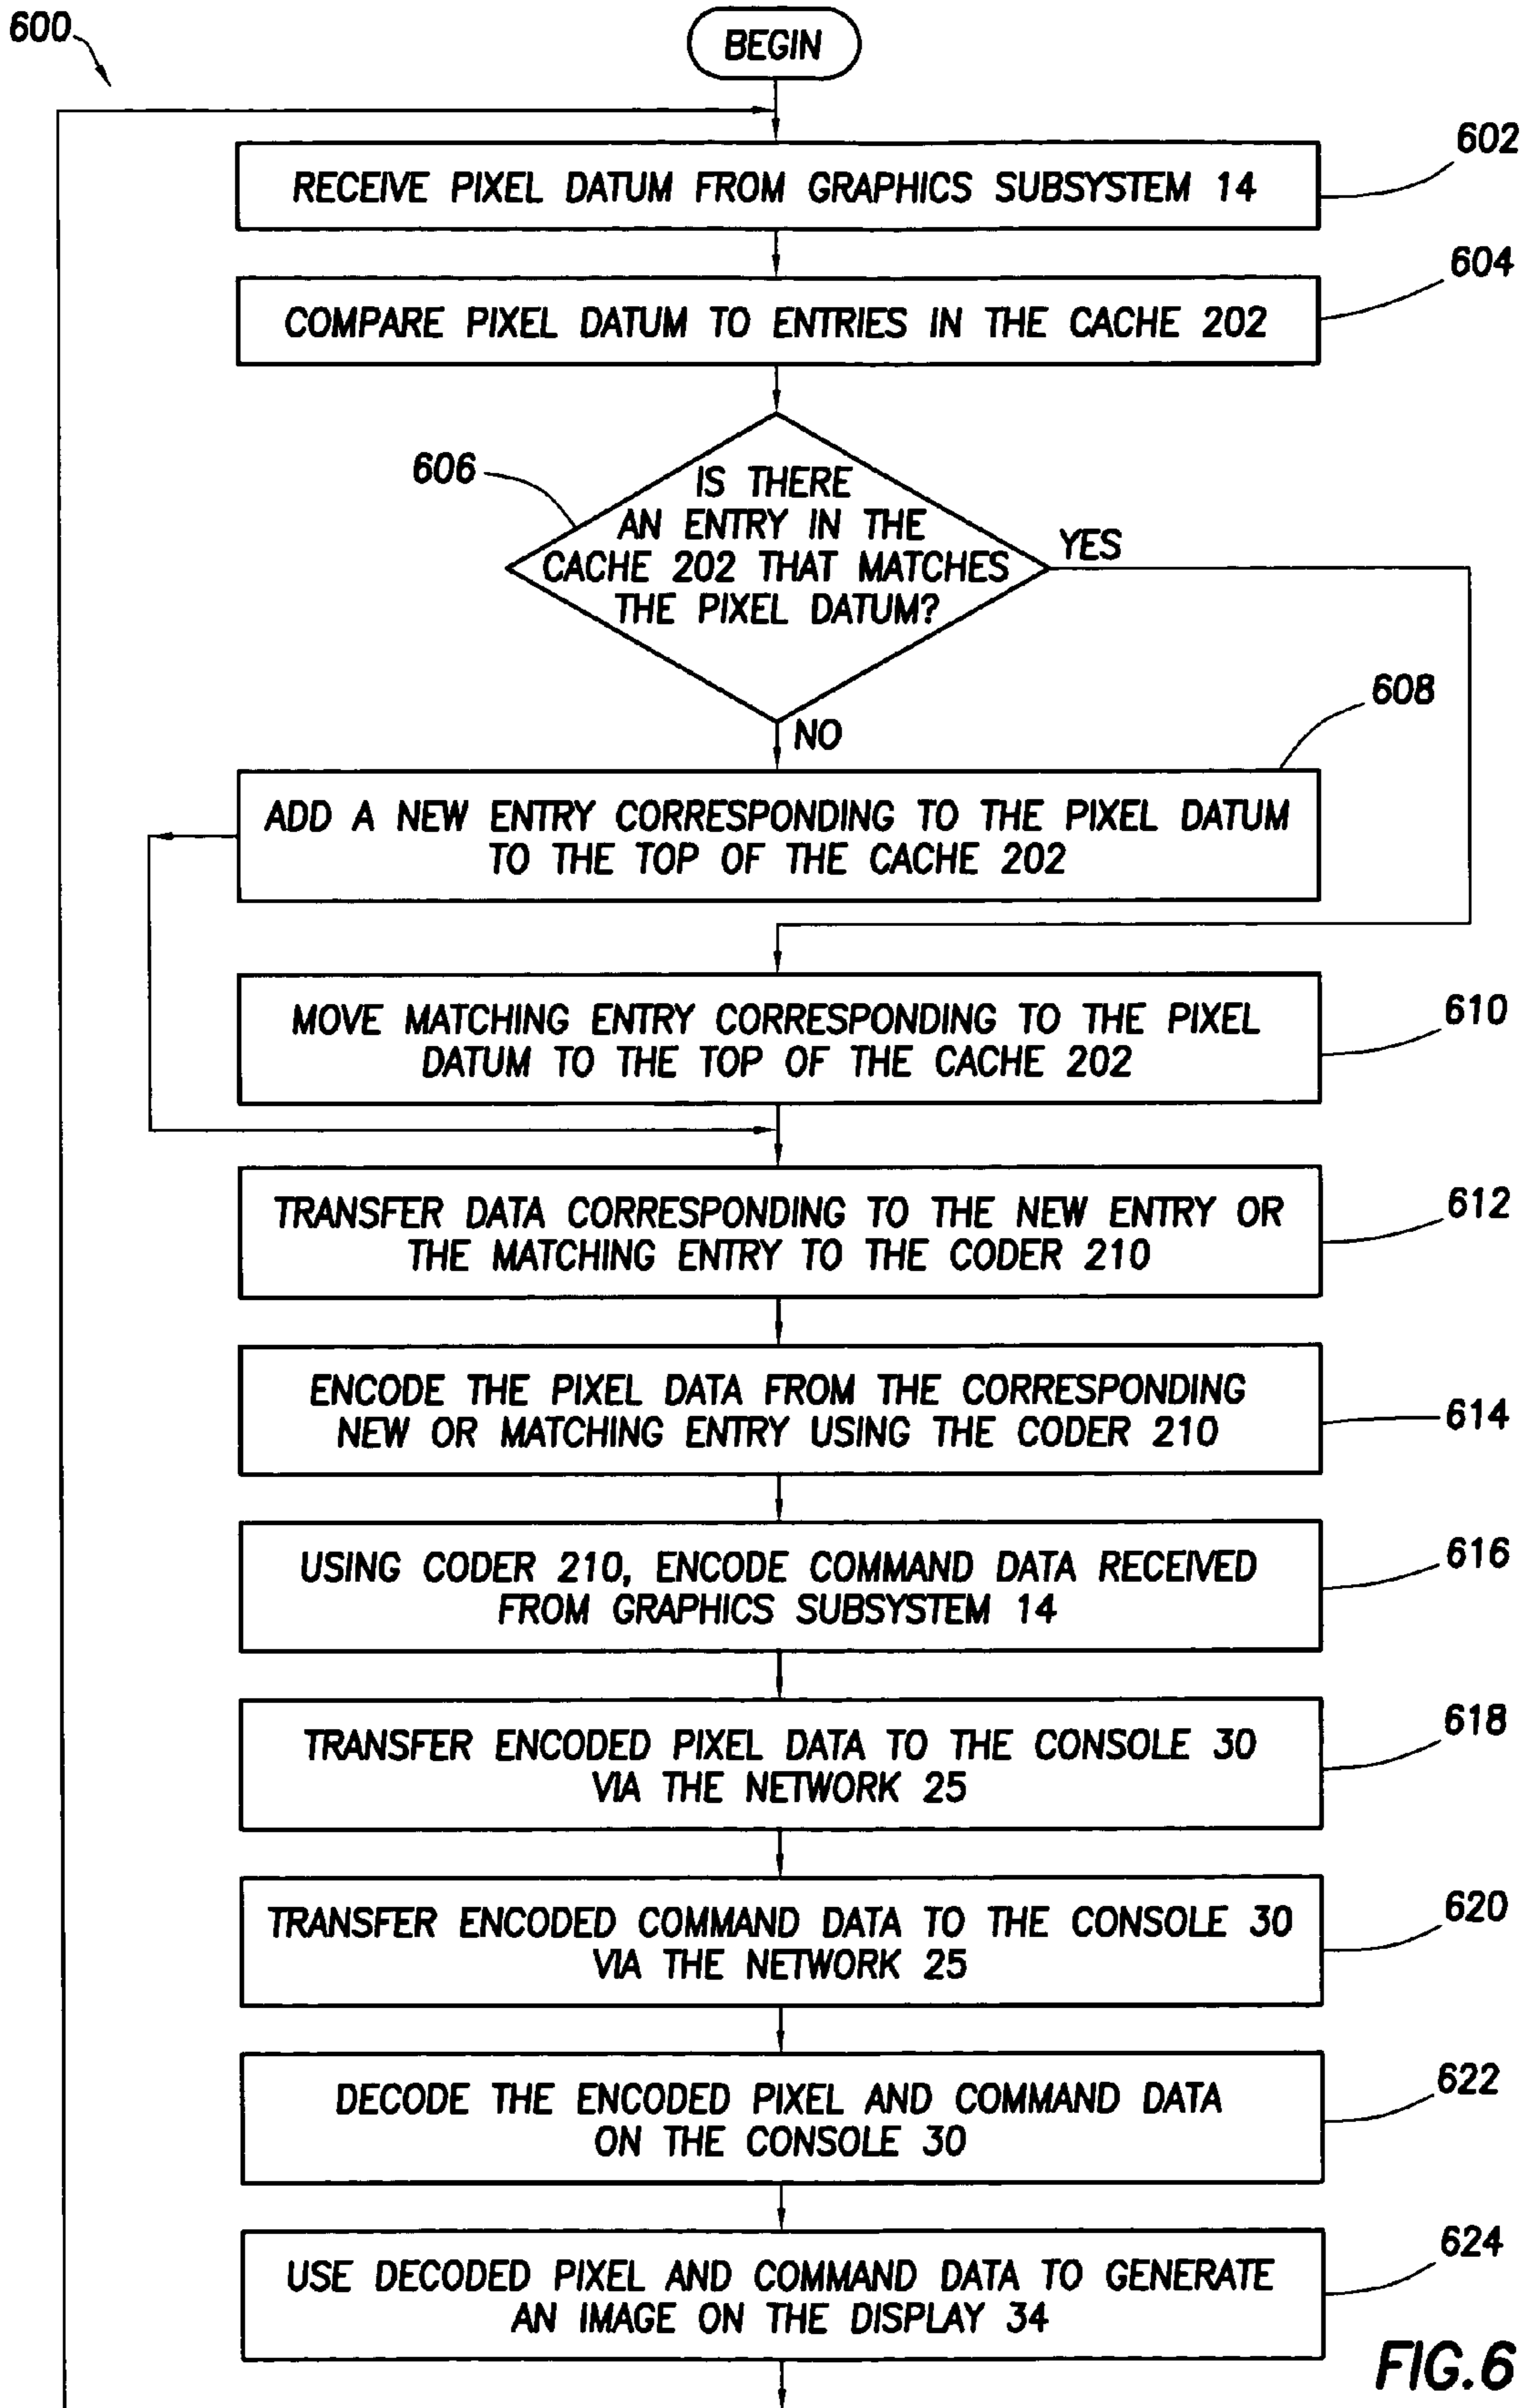 600
BEGIN
602
RECEIVE PIXEL DATUM FROM GRAPHICS SUBSYSTEM 14
604
COMPARE PIXEL DATUM TO ENTRIES IN THE CACHE 202
606
IS THERE
AN ENTRY IN THE
CACHE 202 THAT MATCHES
THE PIXEL DATUM?
YES
NO
608
ADD A NEW ENTRY CORRESPONDING TO THE PIXEL DATUM
TO THE TOP OF THE CACHE 202
610
MOVE MATCHING ENTRY CORRESPONDING TO THE PIXEL
DATUM TO THE TOP OF THE CACHE 202
612
TRANSFER DATA CORRESPONDING TO THE NEW ENTRY OR
THE MATCHING ENTRY TO THE CODER 210
614
ENCODE THE PIXEL DATA FROM THE CORRESPONDING
NEW OR MATCHING ENTRY USING THE CODER 210
616
USING CODER 210, ENCODE COMMAND DATA RECEIVED
FROM GRAPHICS SUBSYSTEM 14
618
TRANSFER ENCODED PIXEL DATA TO THE CONSOLE 30
VIA THE NETWORK 25
620
TRANSFER ENCODED COMMAND DATA TO THE CONSOLE 30
VIA THE NETWORK 25
622
DECODE THE ENCODED PIXEL AND COMMAND DATA
ON THE CONSOLE 30
624
USE DECODED PIXEL AND COMMAND DATA TO GENERATE
AN IMAGE ON THE DISPLAY 34
FIG.6